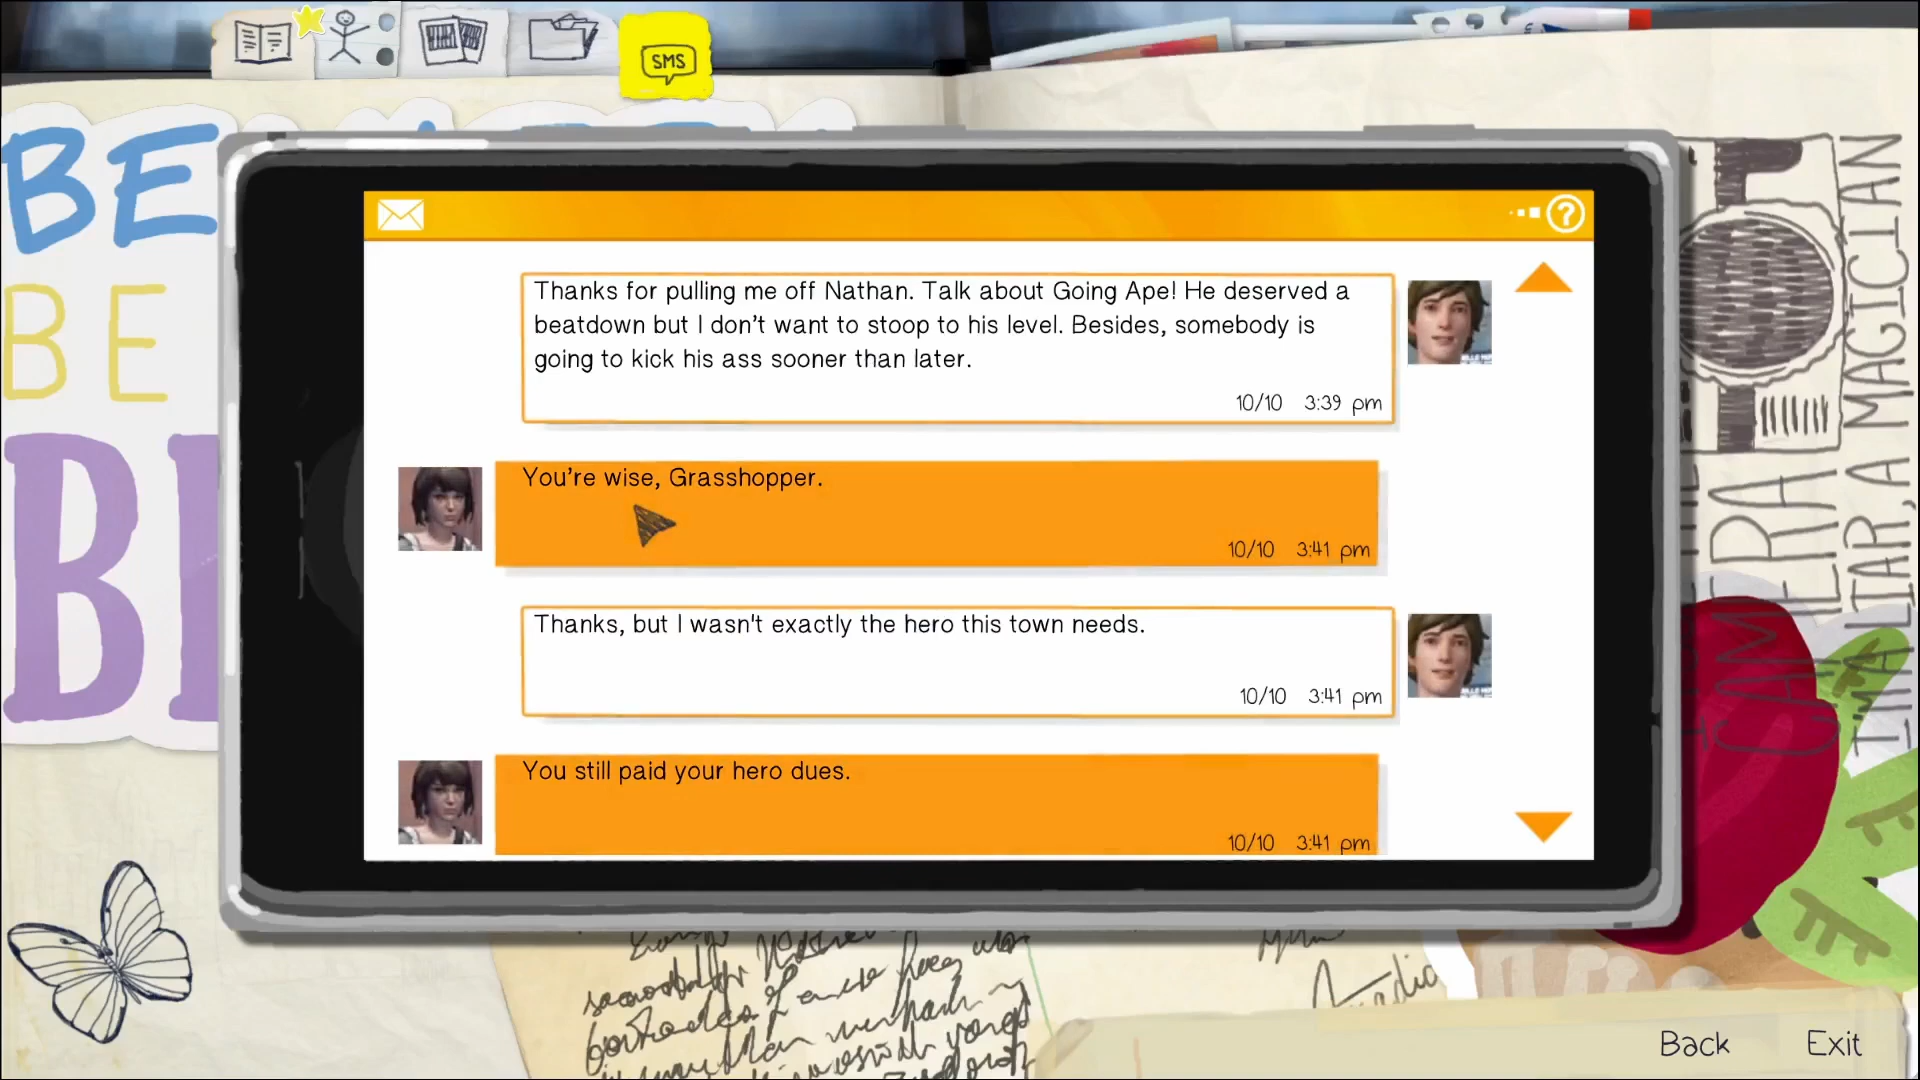 SMS
BE
BE
Thanks for pulling me off Nathan. Talk about Going Ape! He deserved a
beatdown but I don't want to stoop to his level. Besides, somebody is
going to kick his ass sooner than later.
10/10 3:39 pm
You're wise, Grasshopper.
10/10 3:41 pm
Thanks, but I wasn't exactly the hero this town needs.
10/10 3:41 pm
You still paid your hero dues.
10/10 3:41 pm
I'M A LIAR, A MAGICIAN
Back
Exit